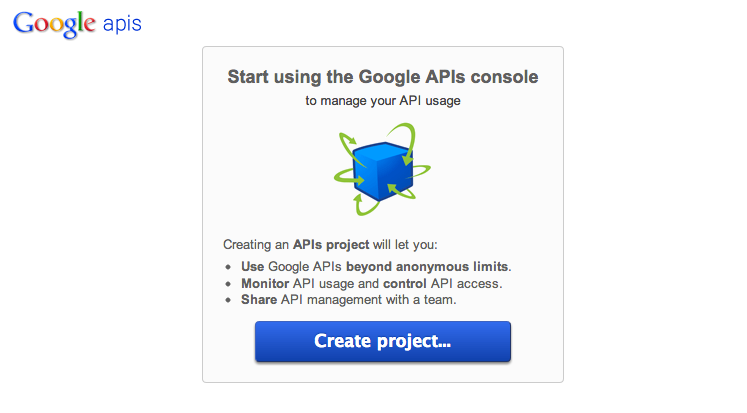 Google apis
Start using the Google APIs console
to manage your API usage
Creating an APIs project will let you:
• Use Google APIs beyond anonymous limits.
• Monitor API usage and control API access.
• Share API management with a team.
Create project...